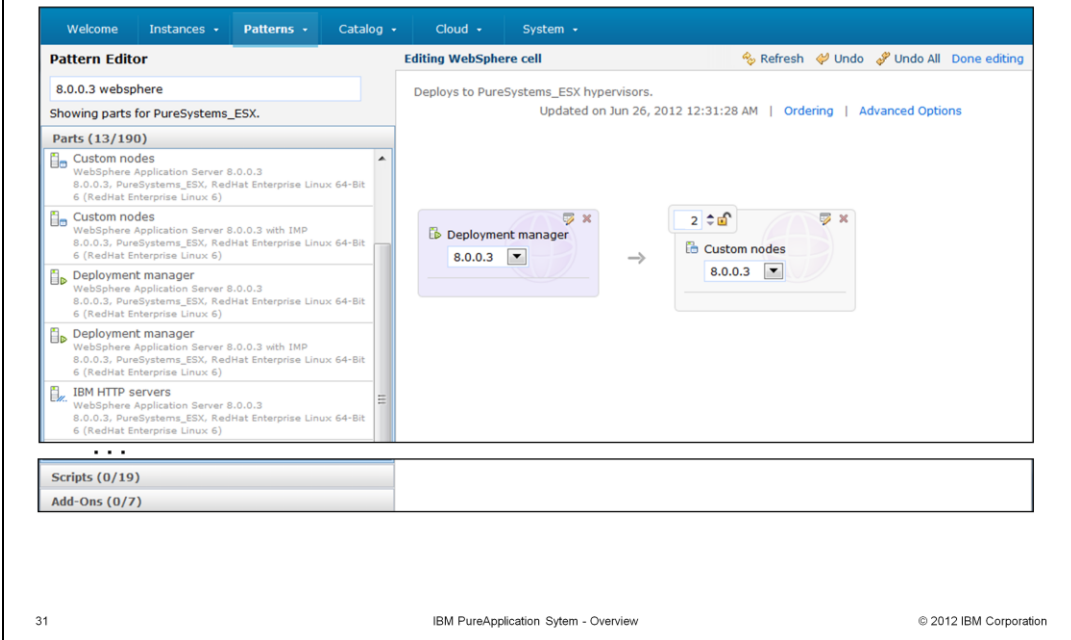 Welcome Instances Patterns Catalog Cloud System
Pattern Editor
Editing WebSphere cell
Refresh Undo Undo All Done editing
8.0.0.3 websphere
Showing parts for PureSystems_ESX.
Deploys to PureSystems_ESX hypervisors.
Updated on Jun 26, 2012 12:31:28 AM | Ordering | Advanced Options
Parts (13/190)
Custom nodes
WebSphere Application Server 8.0.0.3
8.0.0.3, PureSystems_ESX, RedHat Enterprise Linux 64-Bit
6 (RedHat Enterprise Linux 6)
Custom nodes
WebSphere Application Server 8.0.0.3 with IMP
8.0.0.3, PureSystems_ESX, RedHat Enterprise Linux 64-Bit
6 (RedHat Enterprise Linux 6)
Deployment manager
WebSphere Application Server 8.0.0.3
8.0.0.3, PureSystems_ESX, RedHat Enterprise Linux 64-Bit
6 (RedHat Enterprise Linux 6)
Deployment manager
WebSphere Application Server 8.0.0.3 with IMP
8.0.0.3, PureSystems_ESX, RedHat Enterprise Linux 64-Bit
6 (RedHat Enterprise Linux 6)
IBM HTTP servers
WebSphere Application Server 8.0.0.3
8.0.0.3, PureSystems_ESX, RedHat Enterprise Linux 64-Bit
6 (RedHat Enterprise Linux 6)
Deployment manager
8.0.0.3
2
Custom nodes
8.0.0.3
...
Scripts (0/19)
Add-Ons (0/7)
31 IBM PureApplication Sytem - Overview © 2012 IBM Corporation